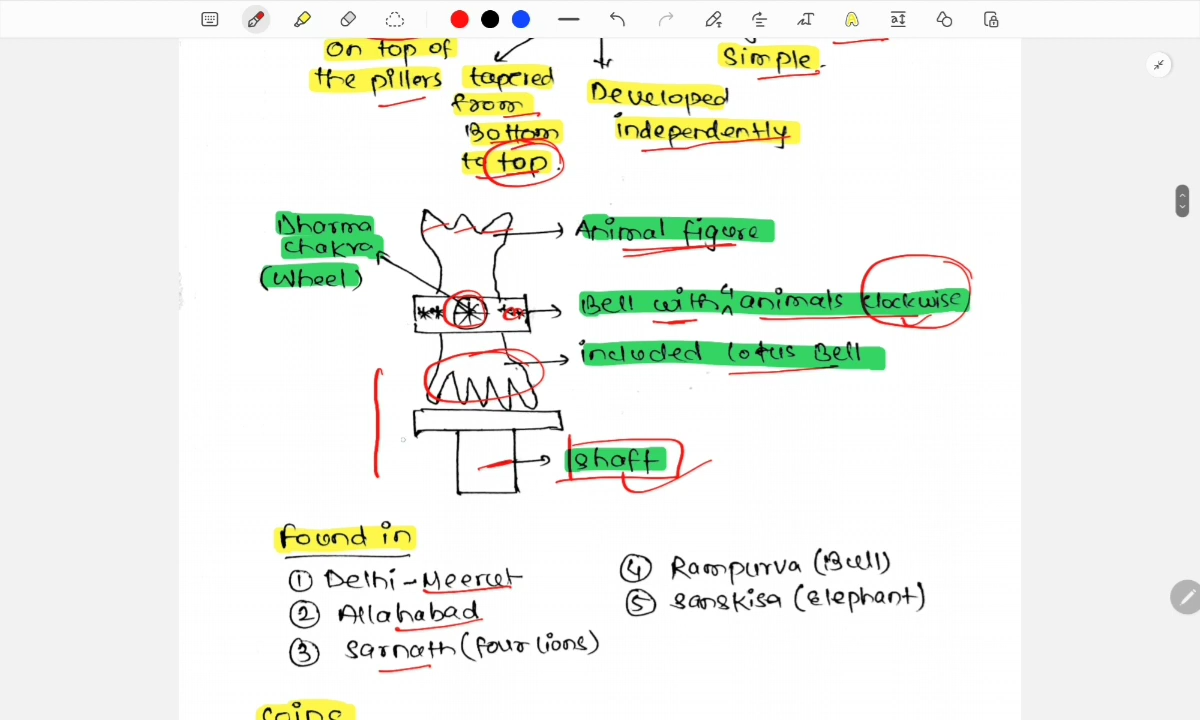 On top of
the pillers
tapered
from
Bottom
to top.
Developed
independently
Simple.
Dharma
chakra
(Wheel)
Animal figure
Bell with 4 animals clockwise
included Lotus Bell
shaft
Found in
① Delhi - Meerut
② Allahabad
③ Sarnath (four lions)
④ Rampurva (Bull)
⑤ Sanskisa (Elephant)
Coins